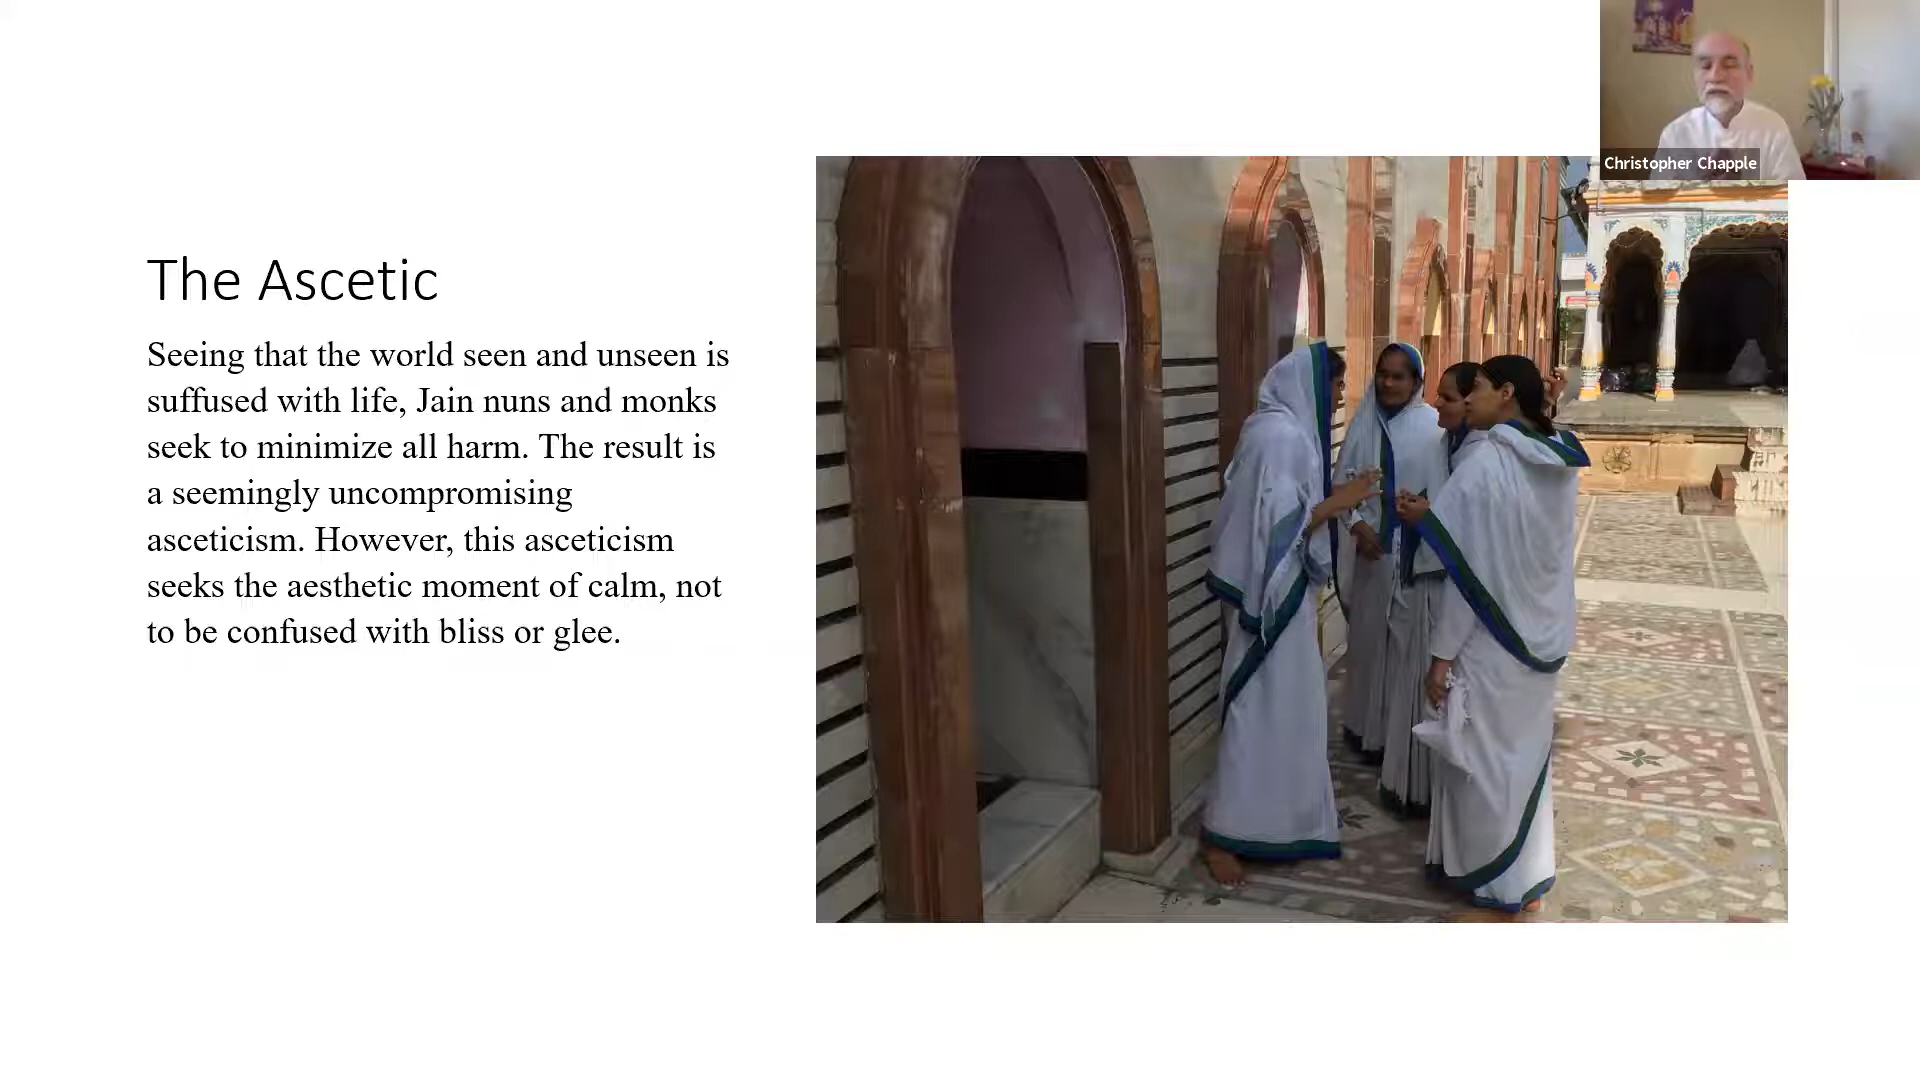 Christopher Chapple
The Ascetic
Seeing that the world seen and unseen is
suffused with life, Jain nuns and monks
seek to minimize all harm. The result is
a seemingly uncompromising
asceticism. However, this asceticism
seeks the aesthetic moment of calm, not
to be confused with bliss or glee.